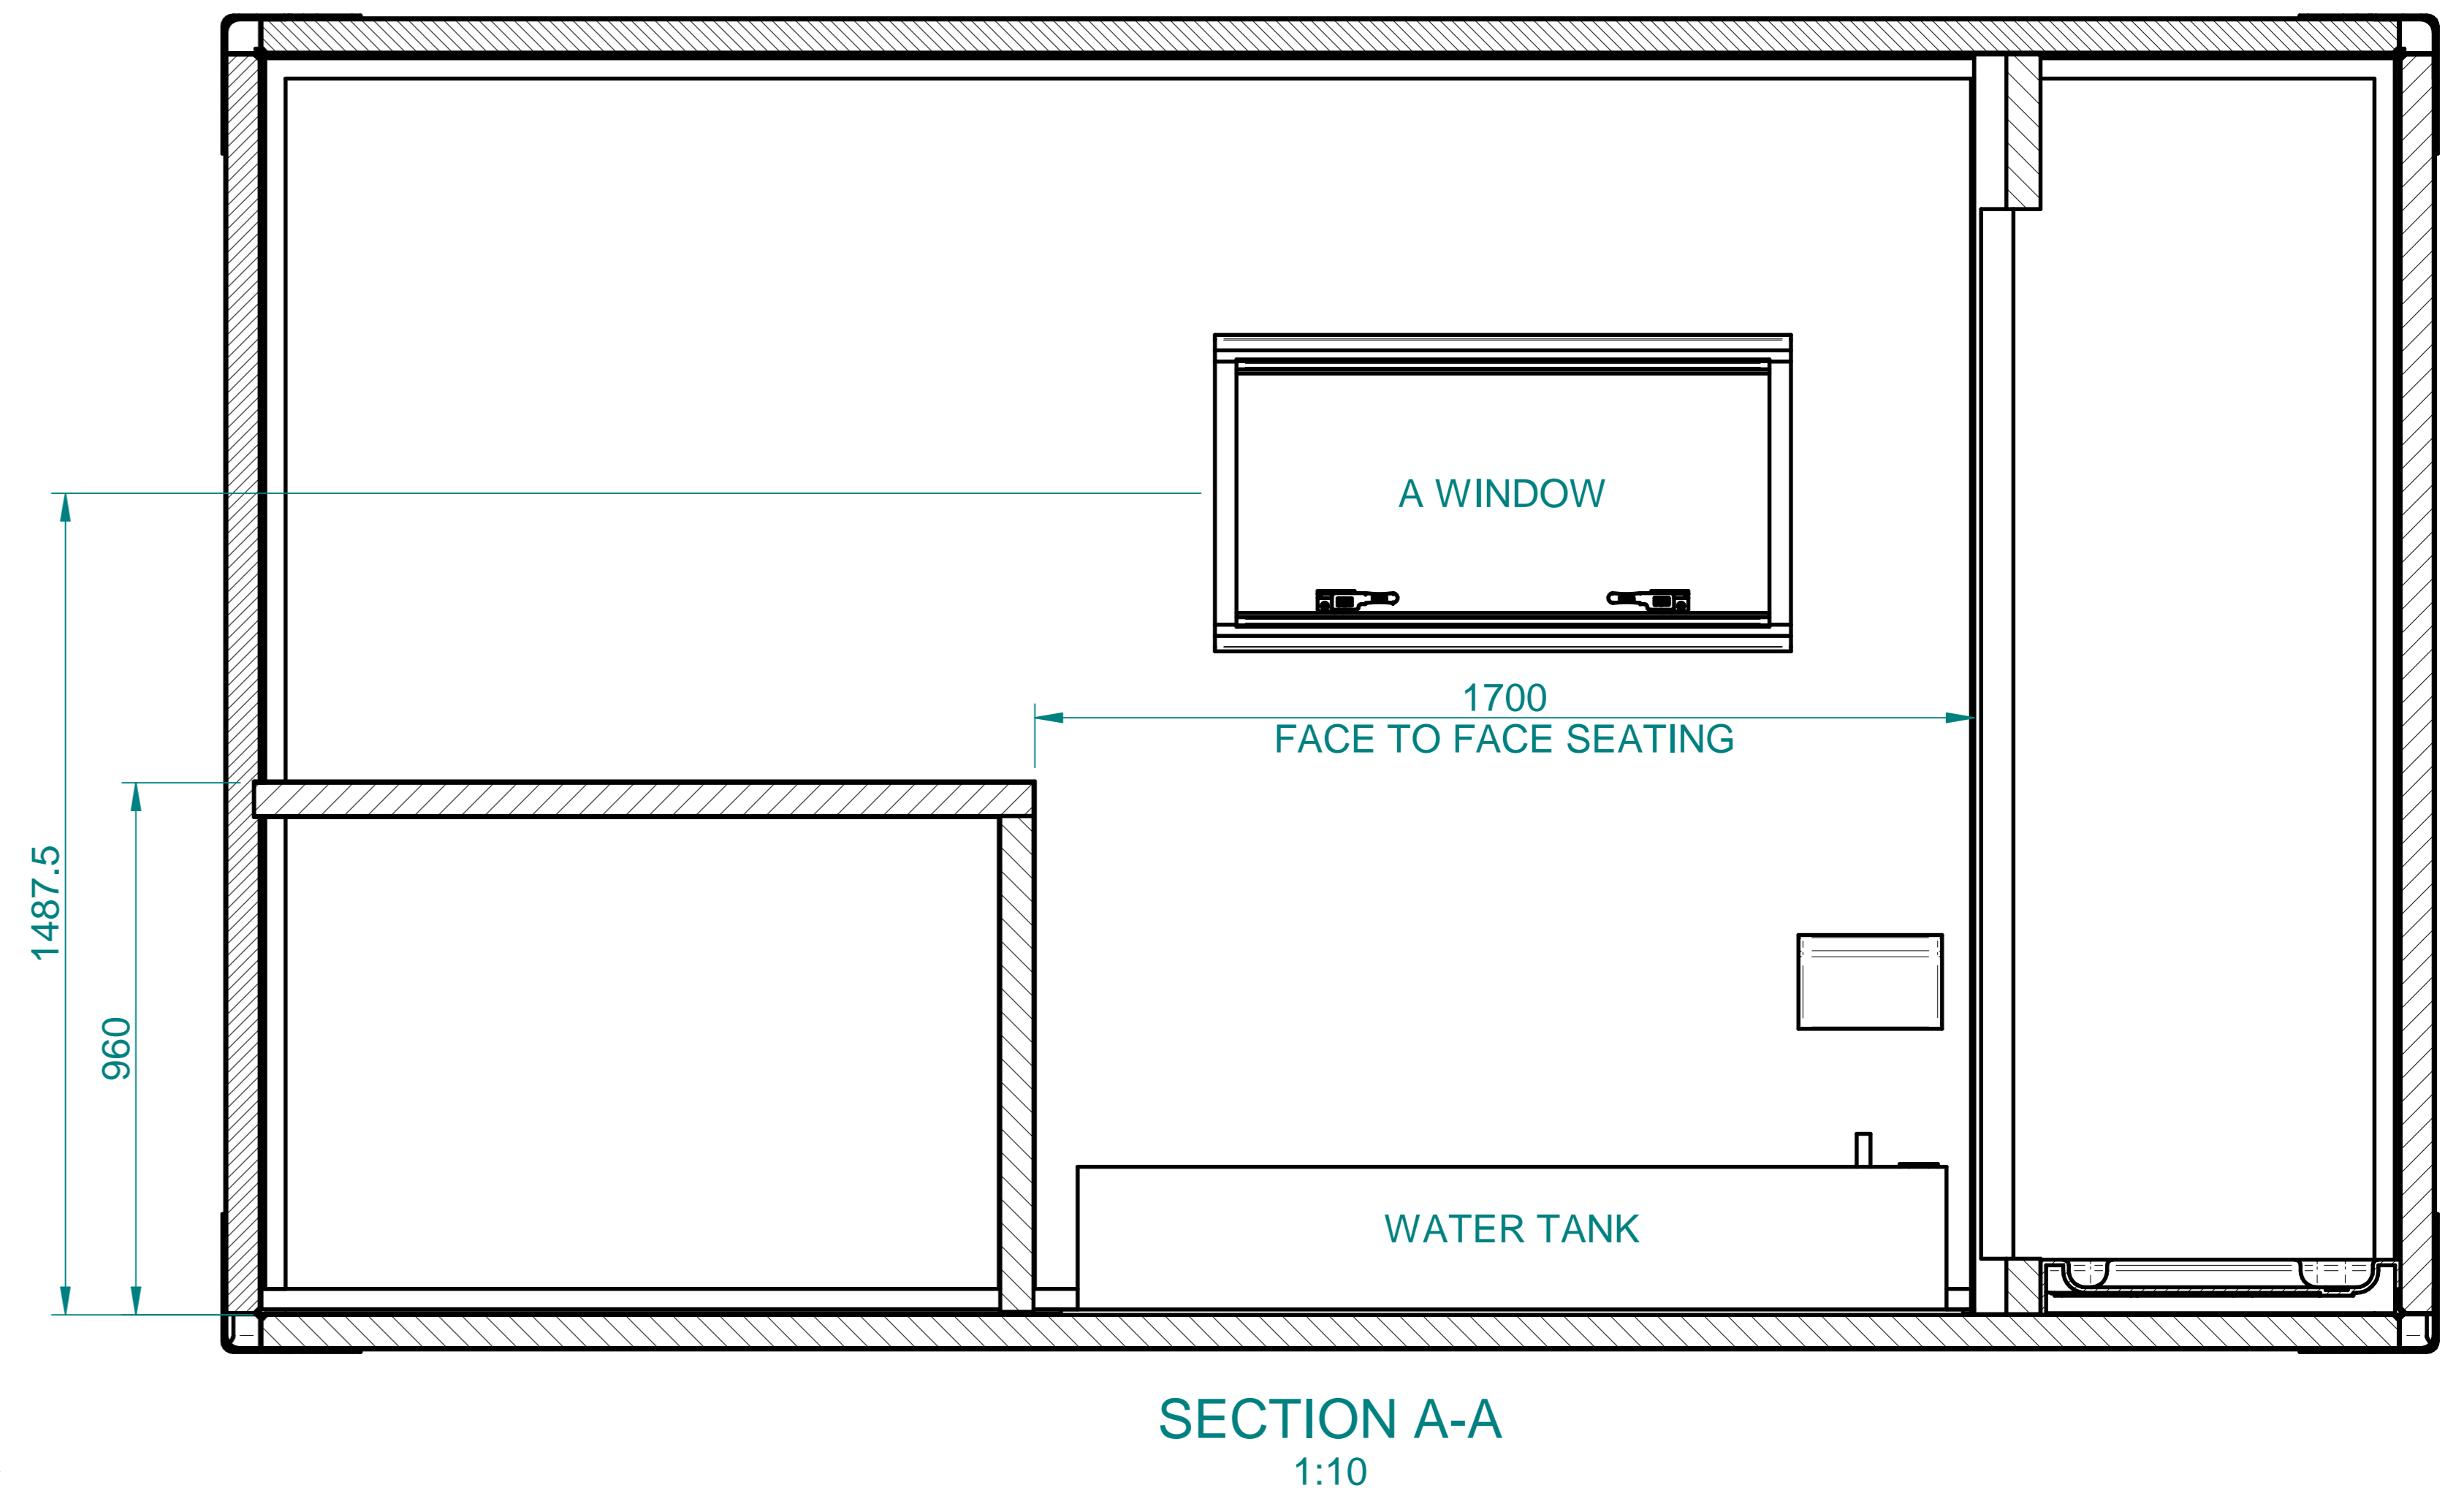 A WINDOW
1700
FACE TO FACE SEATING
1487.5
960
WATER TANK
SECTION A-A
1:10